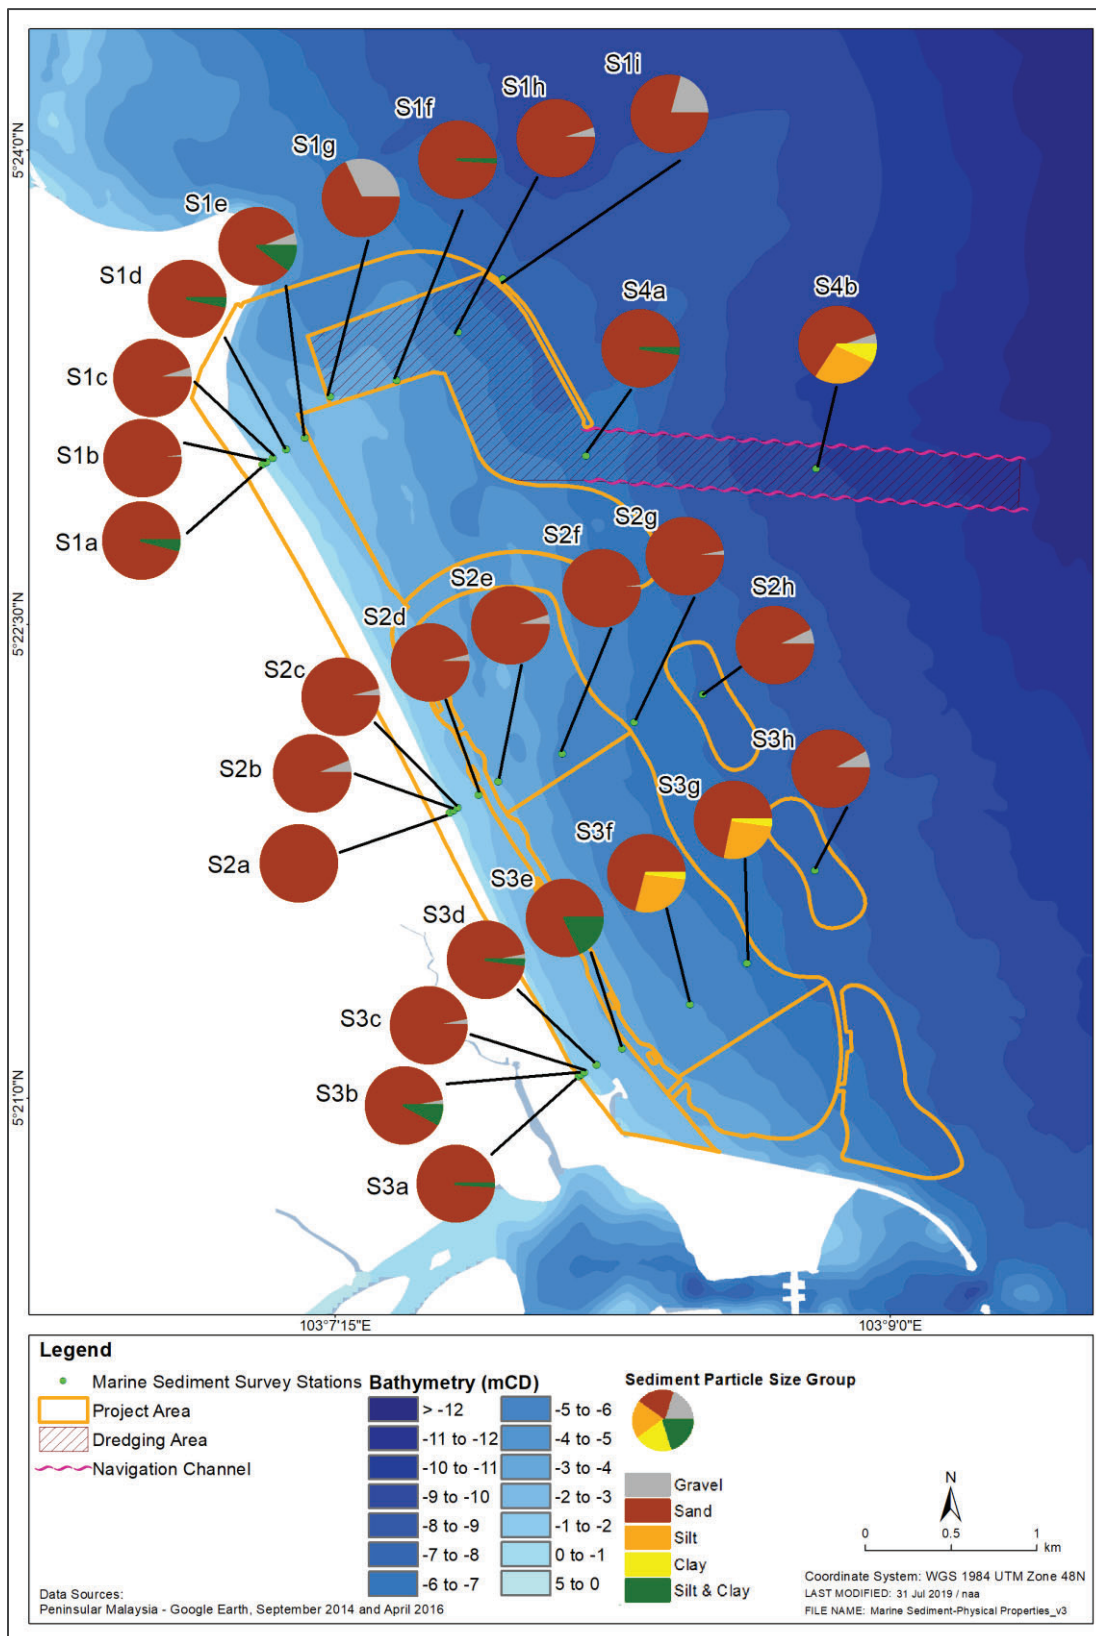 S1i
S1h
S1f
S1g
5°24'0"N
S1e
S1d
S4a
S4b
S1c
S1b
S1a
S2g
S2f
S2e
S2h
5°22'30"N
S2d
S2c
S2b
S3h
S3g
S2a
S3f
S3e
S3d
S3c
S3b
5°21'0"N
S3a
103°7'15"E
103°9'0"E
Legend
Marine Sediment Survey Stations
Project Area
Dredging Area
Navigation Channel
Bathymetry (mCD)
> -12
-11 to -12
-10 to -11
-9 to -10
-8 to -9
-7 to -8
-6 to -7
-5 to -6
-4 to -5
-3 to -4
-2 to -3
-1 to -2
0 to -1
5 to 0
Sediment Particle Size Group
Gravel
Sand
Silt
Clay
Silt & Clay
N
0 0.5 1
km
Coordinate System: WGS 1984 UTM Zone 48N
LAST MODIFIED: 31 Jul 2019 / naa
FILE NAME: Marine Sediment-Physical Properties_v3
Data Sources:
Peninsular Malaysia - Google Earth, September 2014 and April 2016